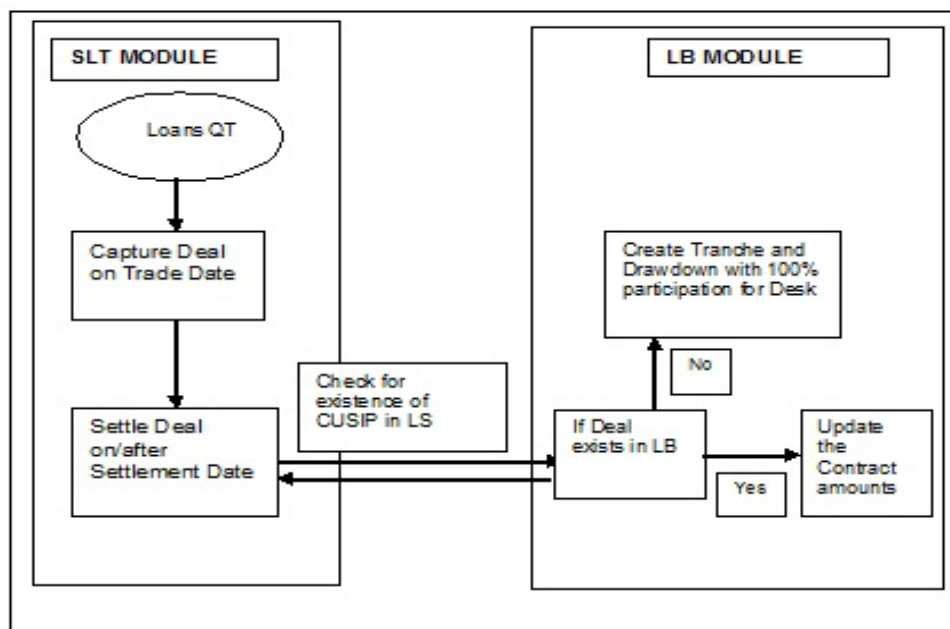 SLT MODULE
LB MODULE
Loans QT
Capture Deal
on Trade Date
Create Tranche and
Drawdown with 100%
participation for Desk
No
Check for
existence of
CUSIP in LS
Settle Deal
on/after
Settlement Date
If Deal
exists in LB
Update
the
Contract
amounts
Yes